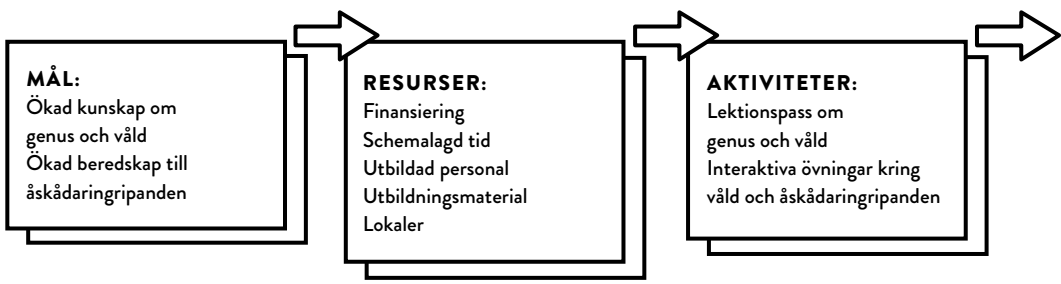 MÅL:
Ökad kunskap om
genus och våld
Ökad beredskap till
åskådaringripanden
RESURSER:
Finansiering
Schemalagd tid
Utbildad personal
Utbildningsmaterial
Lokaler
AKTIVITETER:
Lektionspass om
genus och våld
Interaktiva övningar kring
våld och åskådaringripanden